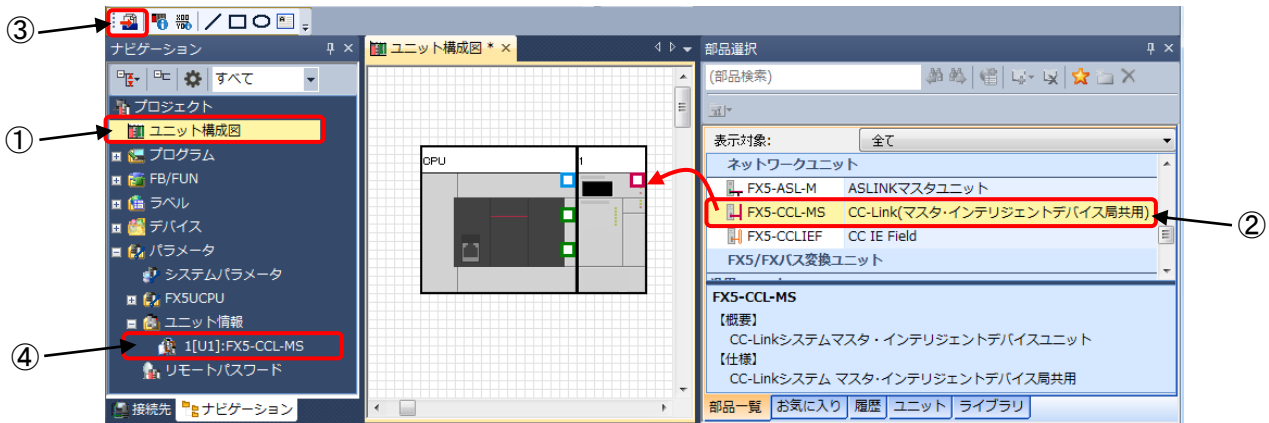 ③
ナビゲーション
すべて
プロジェクト
①
ユニット構成図
プログラム
FB/FUN
ラベル
デバイス
パラメータ
システムパラメータ
FX5UCPU
ユニット情報
④
1[U1]:FX5-CCL-MS
リモートパスワード
接続先
ナビゲーション
ユニット構成図 *
CPU
1
部品選択
(部品検索)
表示対象:
全て
ネットワークユニット
FX5-ASL-M ASLINKマスタユニット
FX5-CCL-MS CC-Link(マスタ・インテリジェントデバイス局共用)
②
FX5-CCLIEF CC IE Field
FX5/FXバス変換ユニット
FX5-CCL-MS
【概要】
CC-Linkシステムマスタ・インテリジェントデバイスユニット
【仕様】
CC-Linkシステム マスタ・インテリジェントデバイス局共用
部品一覧
お気に入り
履歴
ユニット
ライブラリ